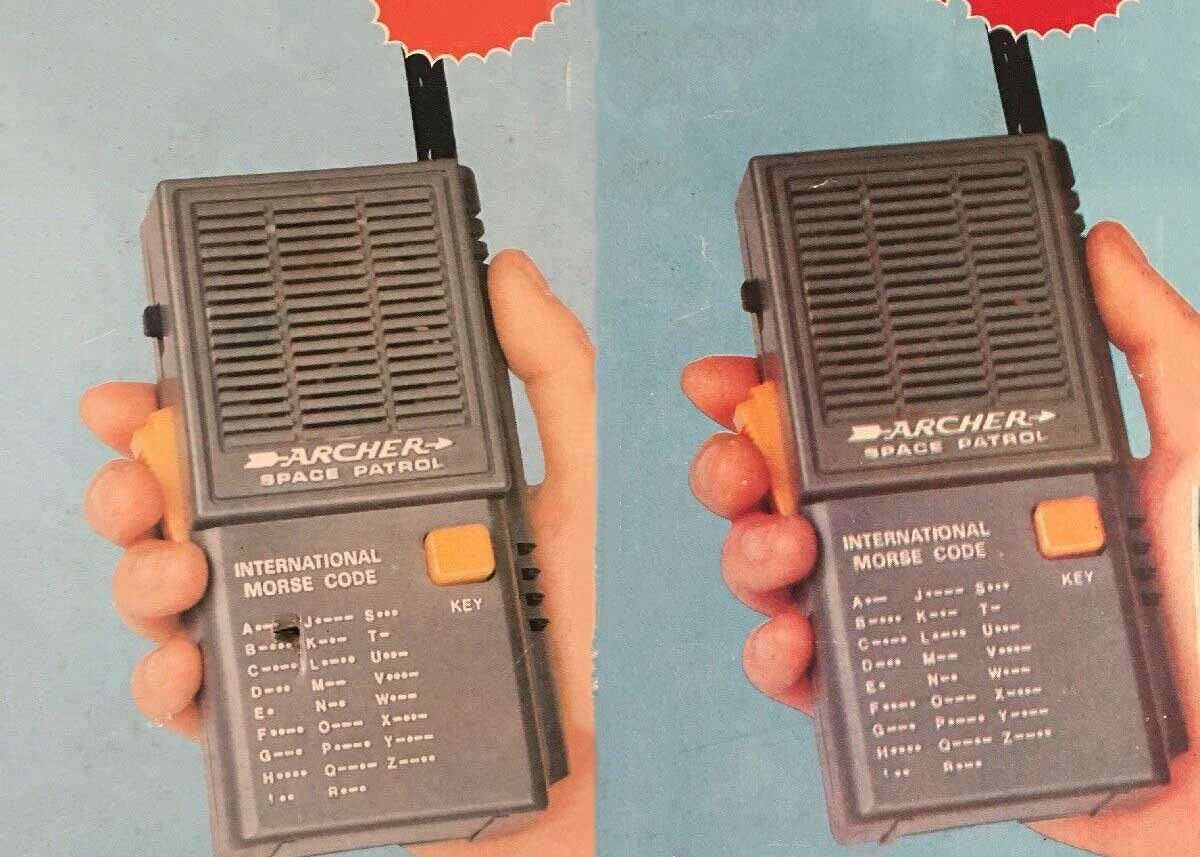 ARCHER
SPACE PATROL
INTERNATIONAL
MORSE CODE
KEY
A•— J•——— S•••
B—••• K—•— T—
C—•—• L•—•• U••—
D—•• M—— V•••—
E• N—• W•——
F••—• O——— X—••—
G——• P•——• Y—•——
H•••• Q——•— Z——••
I•• R•—•
ARCHER
SPACE PATROL
INTERNATIONAL
MORSE CODE
KEY
A•— J•——— S•••
B—••• K—•— T—
C—•—• L•—•• U••—
D—•• M—— V•••—
E• N—• W•——
F••—• O——— X—••—
G——• P•——• Y—•——
H•••• Q——•— Z——••
I•• R•—•